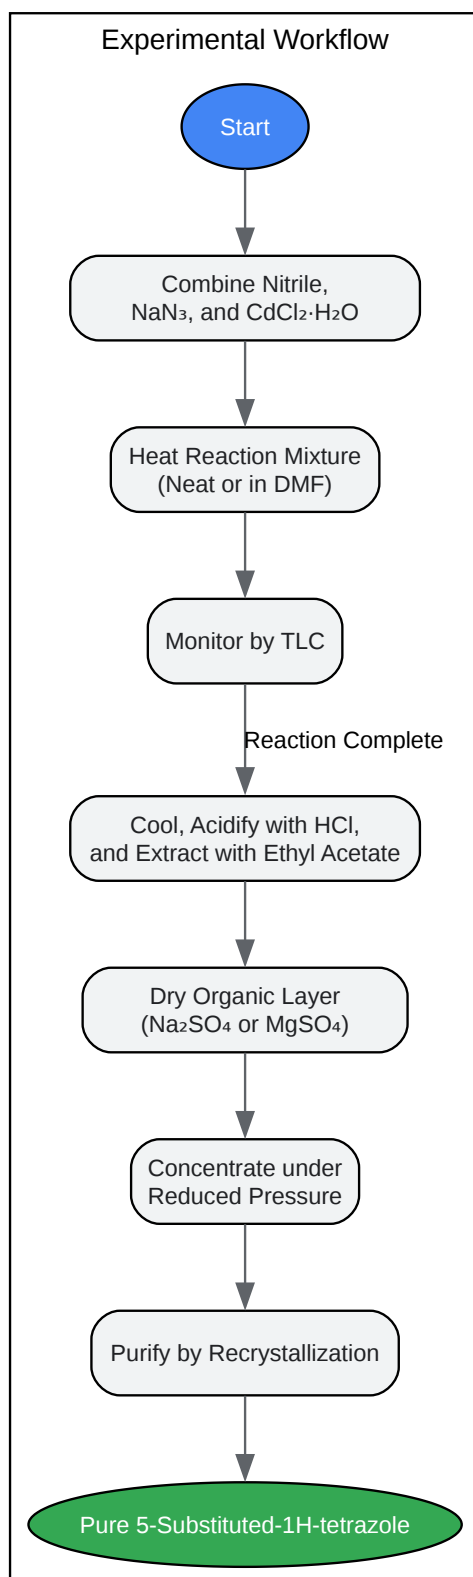 Experimental Workflow
Start
Combine Nitrile,
NaN₃, and CdCl₂·H₂O
Heat Reaction Mixture
(Neat or in DMF)
Monitor by TLC
Reaction Complete
Cool, Acidify with HCl,
and Extract with Ethyl Acetate
Dry Organic Layer
(Na₂SO₄ or MgSO₄)
Concentrate under
Reduced Pressure
Purify by Recrystallization
Pure 5-Substituted-1H-tetrazole